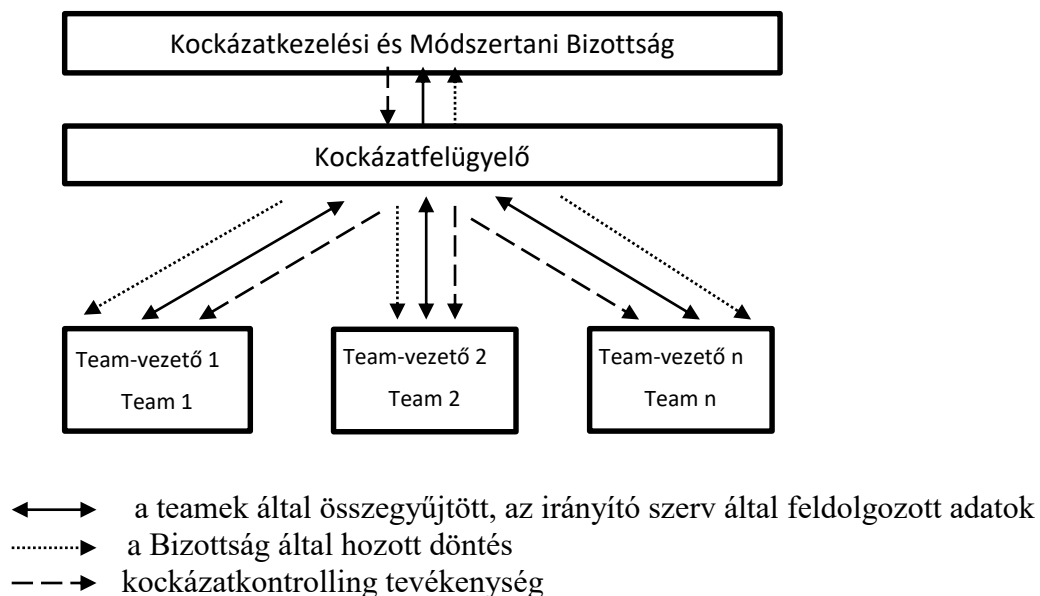 Kockázatkezelési és Módszertani Bizottság
Kockázatfelügyelő
Team-vezető 1
Team 1
Team-vezető 2
Team 2
Team-vezető n
Team n
a teamek által összegyűjtött, az irányító szerv által feldolgozott adatok
a Bizottság által hozott döntés
kockázatkontrolling tevékenység